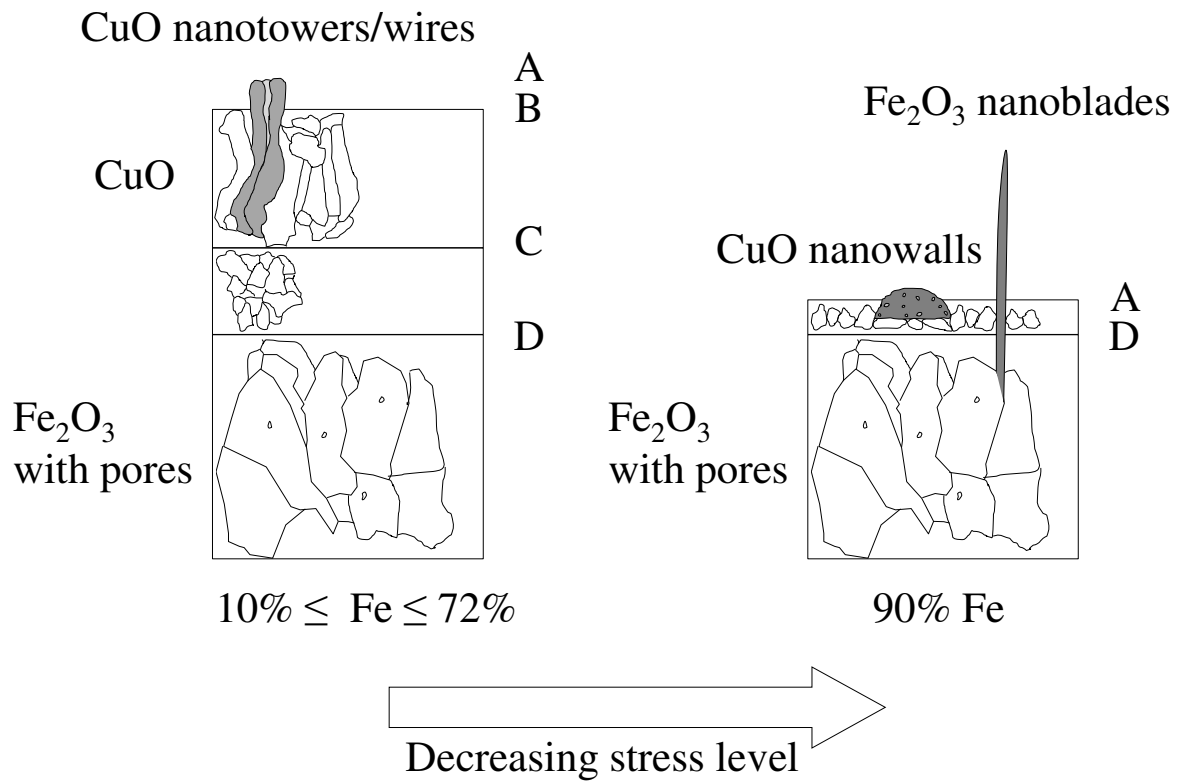 CuO nanotowers/wires
A
B
CuO
C
D
Fe₂O₃
with pores
10% ≤ Fe ≤ 72%
Fe₂O₃ nanoblades
CuO nanowalls
A
D
Fe₂O₃
with pores
90% Fe
Decreasing stress level